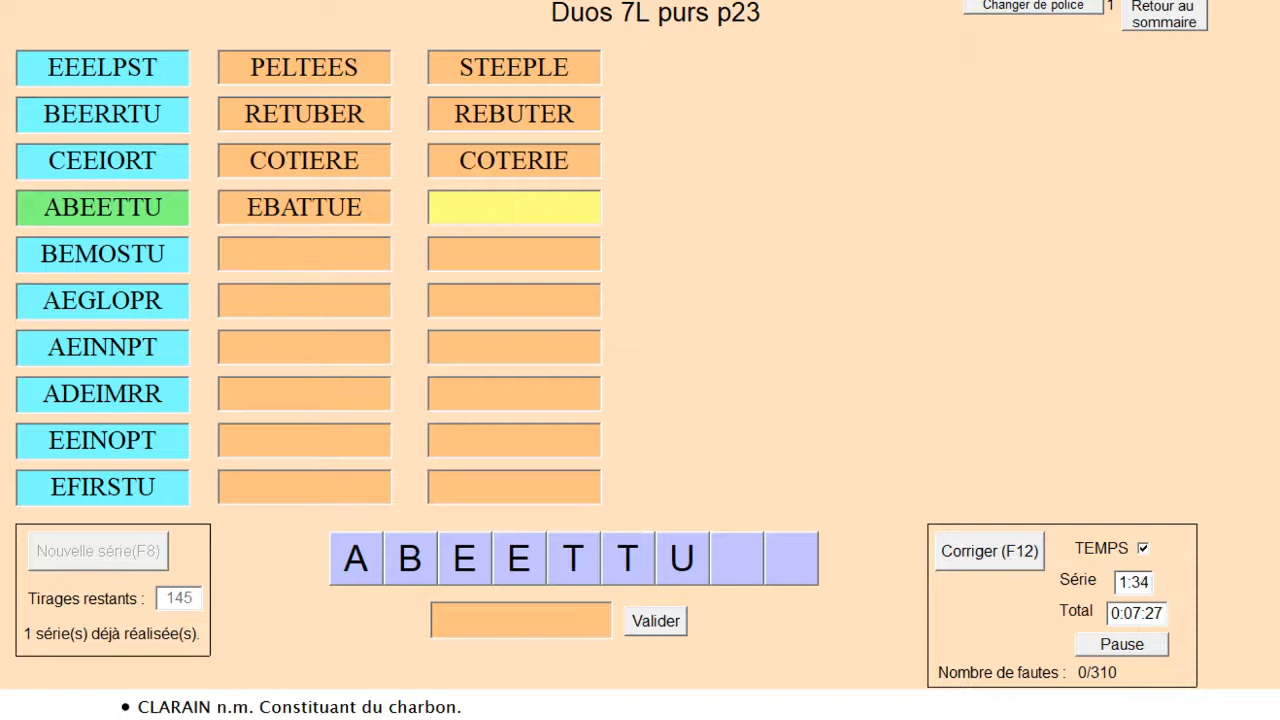 Duos 7L purs p23
Changer de police 1 Retour au sommaire
EEELPST PELTEES STEEPLE
BEERRTU RETUBER REBUTER
CEEIORT COTIERE COTERIE
ABEETTU EBATTUE
BEMOSTU
AEGLOPR
AEINNPT
ADEIMRR
EEINOPT
EFIRSTU
Nouvelle série(F8)
Tirages restants : 145
1 série(s) déjà réalisée(s).
A B E E T T U
Valider
Corriger (F12)
TEMPS
Série 1:34
Total 0:07:27
Pause
Nombre de fautes : 0/310
• CLARAIN n.m. Constituant du charbon.